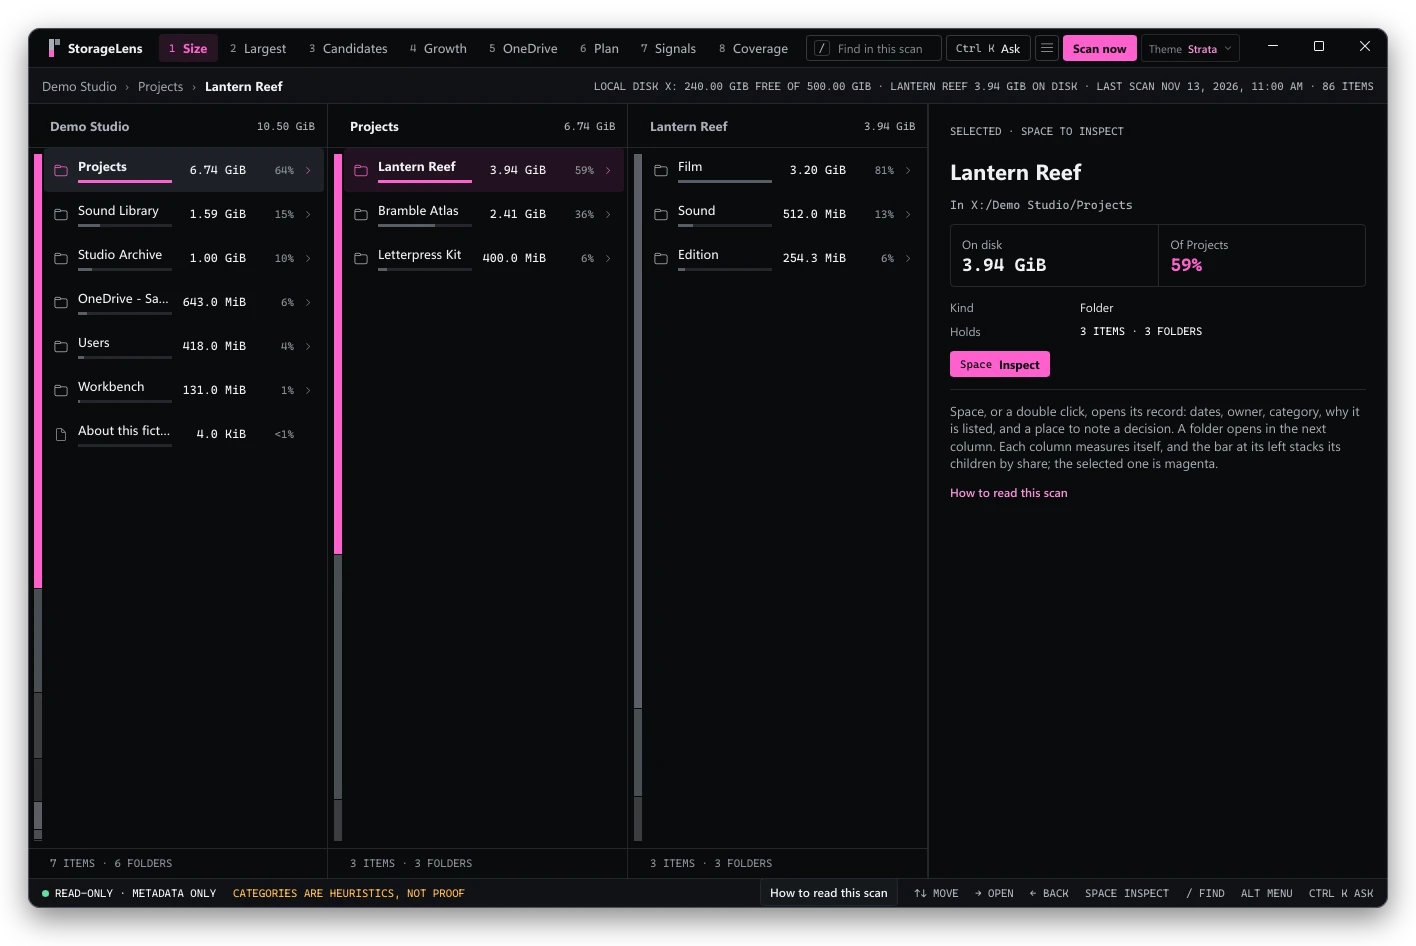 StorageLens 1 Size 2 Largest 3 Candidates 4 Growth 5 OneDrive 6 Plan 7 Signals 8 Coverage / Find in this scan Ctrl K Ask Scan now Theme Strata
Demo Studio › Projects › Lantern Reef LOCAL DISK X: 240.00 GIB FREE OF 500.00 GIB · LANTERN REEF 3.94 GIB ON DISK · LAST SCAN NOV 13, 2026, 11:00 AM · 86 ITEMS
Demo Studio 10.50 GiB
Projects 6.74 GiB 64%
Sound Library 1.59 GiB 15%
Studio Archive 1.00 GiB 10%
OneDrive - Sa... 643.0 MiB 6%
Users 418.0 MiB 4%
Workbench 131.0 MiB 1%
About this fict... 4.0 KiB <1%
7 ITEMS · 6 FOLDERS
Projects 6.74 GiB
Lantern Reef 3.94 GiB 59%
Bramble Atlas 2.41 GiB 36%
Letterpress Kit 400.0 MiB 6%
3 ITEMS · 3 FOLDERS
Lantern Reef 3.94 GiB
Film 3.20 GiB 81%
Sound 512.0 MiB 13%
Edition 254.3 MiB 6%
3 ITEMS · 3 FOLDERS
SELECTED · SPACE TO INSPECT
Lantern Reef
In X:/Demo Studio/Projects
On disk Of Projects
3.94 GiB 59%
Kind Folder
Holds 3 ITEMS · 3 FOLDERS
Space Inspect
Space, or a double click, opens its record: dates, owner, category, why it
is listed, and a place to note a decision. A folder opens in the next
column. Each column measures itself, and the bar at its left stacks its
children by share; the selected one is magenta.
How to read this scan
READ-ONLY · METADATA ONLY CATEGORIES ARE HEURISTICS, NOT PROOF How to read this scan ↑↓ MOVE → OPEN ← BACK SPACE INSPECT / FIND ALT MENU CTRL K ASK